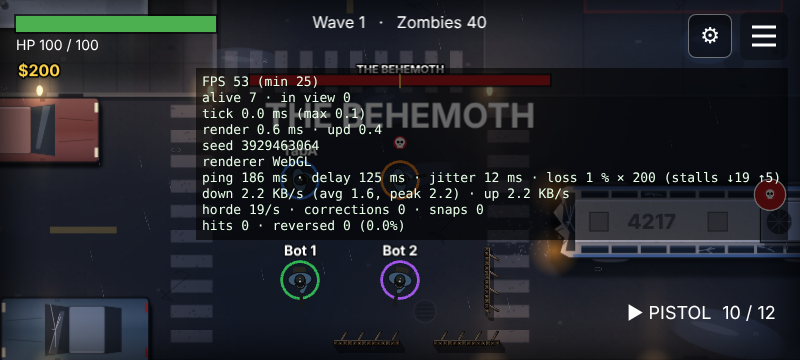 Wave 1 · Zombies 40
HP 100 / 100
$200
THE BEHEMOTH
FPS 53 (min 25)
alive 7 · in view 0
tick 0.0 ms (max 0.1)
THE BEHEMOTH
render 0.6 ms · upd 0.4
seed 3929463064
renderer WebGL
ping 186 ms · delay 125 ms · jitter 12 ms · loss 1 % × 200 (stalls ↓19 ↑5)
down 2.2 KB/s (avg 1.6, peak 2.2) · up 2.2 KB/s
horde 19/s · corrections 0 · snaps 0
hits 0 · reversed 0 (0.0%)
4217
Bot 1
Bot 2
▶ PISTOL 10 / 12